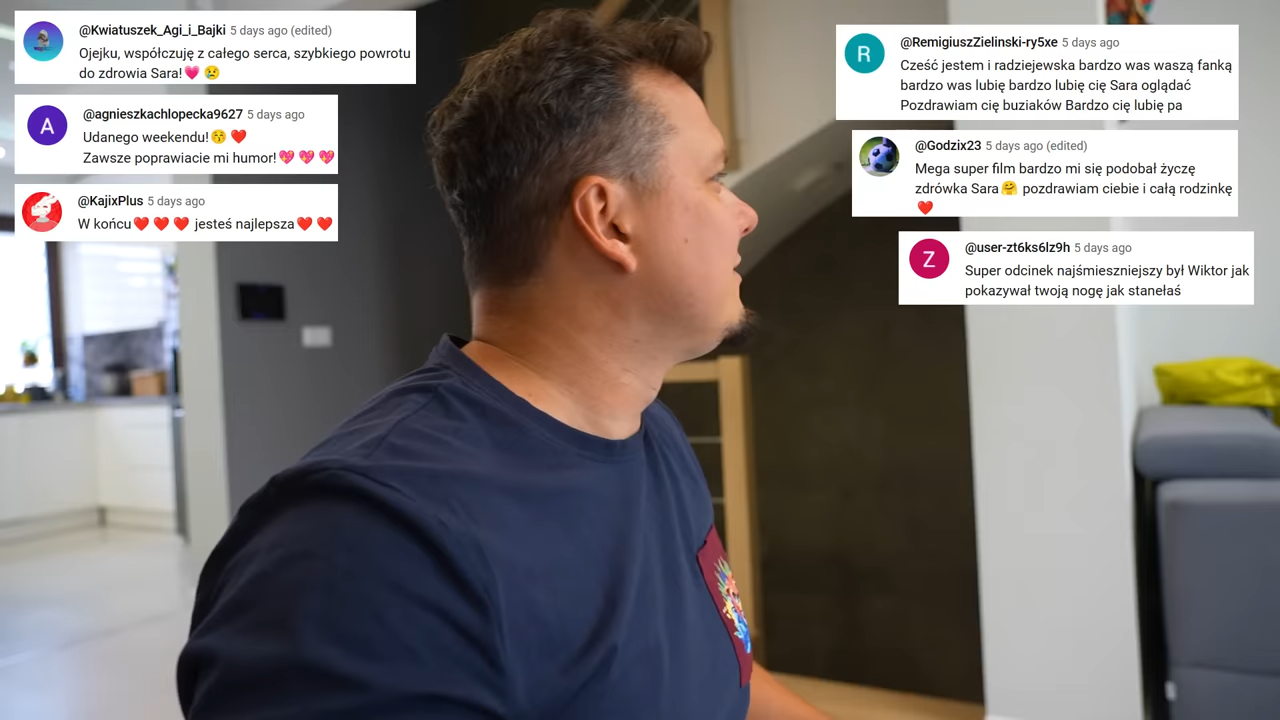 @Kwiatuszek_Agi_i_Bajki 5 days ago (edited)
Ojejku, współczuję z całego serca, szybkiego powrotu
do zdrowia Sara!💗 😢
A
@agnieszkachlopecka9627 5 days ago
Udanego weekendu!😚 ❤️
Zawsze poprawiacie mi humor!💖 💖 💖
@KajixPlus 5 days ago
W końcu❤️ ❤️ ❤️ jesteś najlepsza❤️ ❤️
R
@RemigiuszZielinski-ry5xe 5 days ago
Cześć jestem i radziejewska bardzo was waszą fanką
bardzo was lubię bardzo lubię cię Sara oglądać
Pozdrawiam cię buziaków Bardzo cię lubię pa
@Godzix23 5 days ago (edited)
Mega super film bardzo mi się podobał życzę
zdrówka Sara🤗 pozdrawiam ciebie i całą rodzinkę
❤️
Z
@user-zt6ks6lz9h 5 days ago
Super odcinek najśmieszniejszy był Wiktor jak
pokazywał twoją nogę jak stanełaś